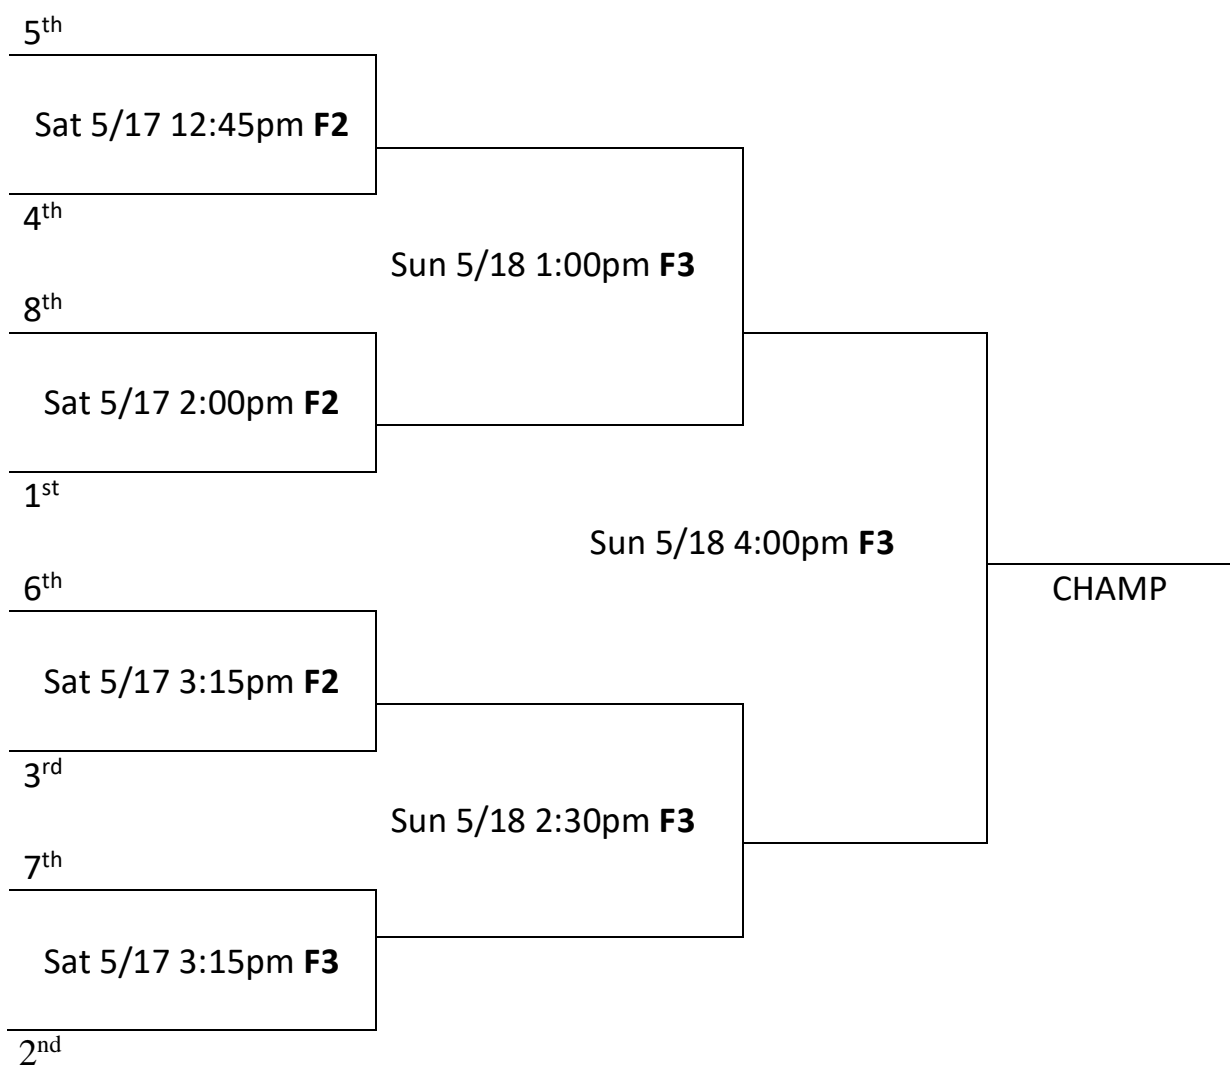 5th
Sat 5/17 12:45pm F2
4th
Sun 5/18 1:00pm F3
8th
Sat 5/17 2:00pm F2
1st
Sun 5/18 4:00pm F3
6th
CHAMP
Sat 5/17 3:15pm F2
3rd
Sun 5/18 2:30pm F3
7th
Sat 5/17 3:15pm F3
2nd